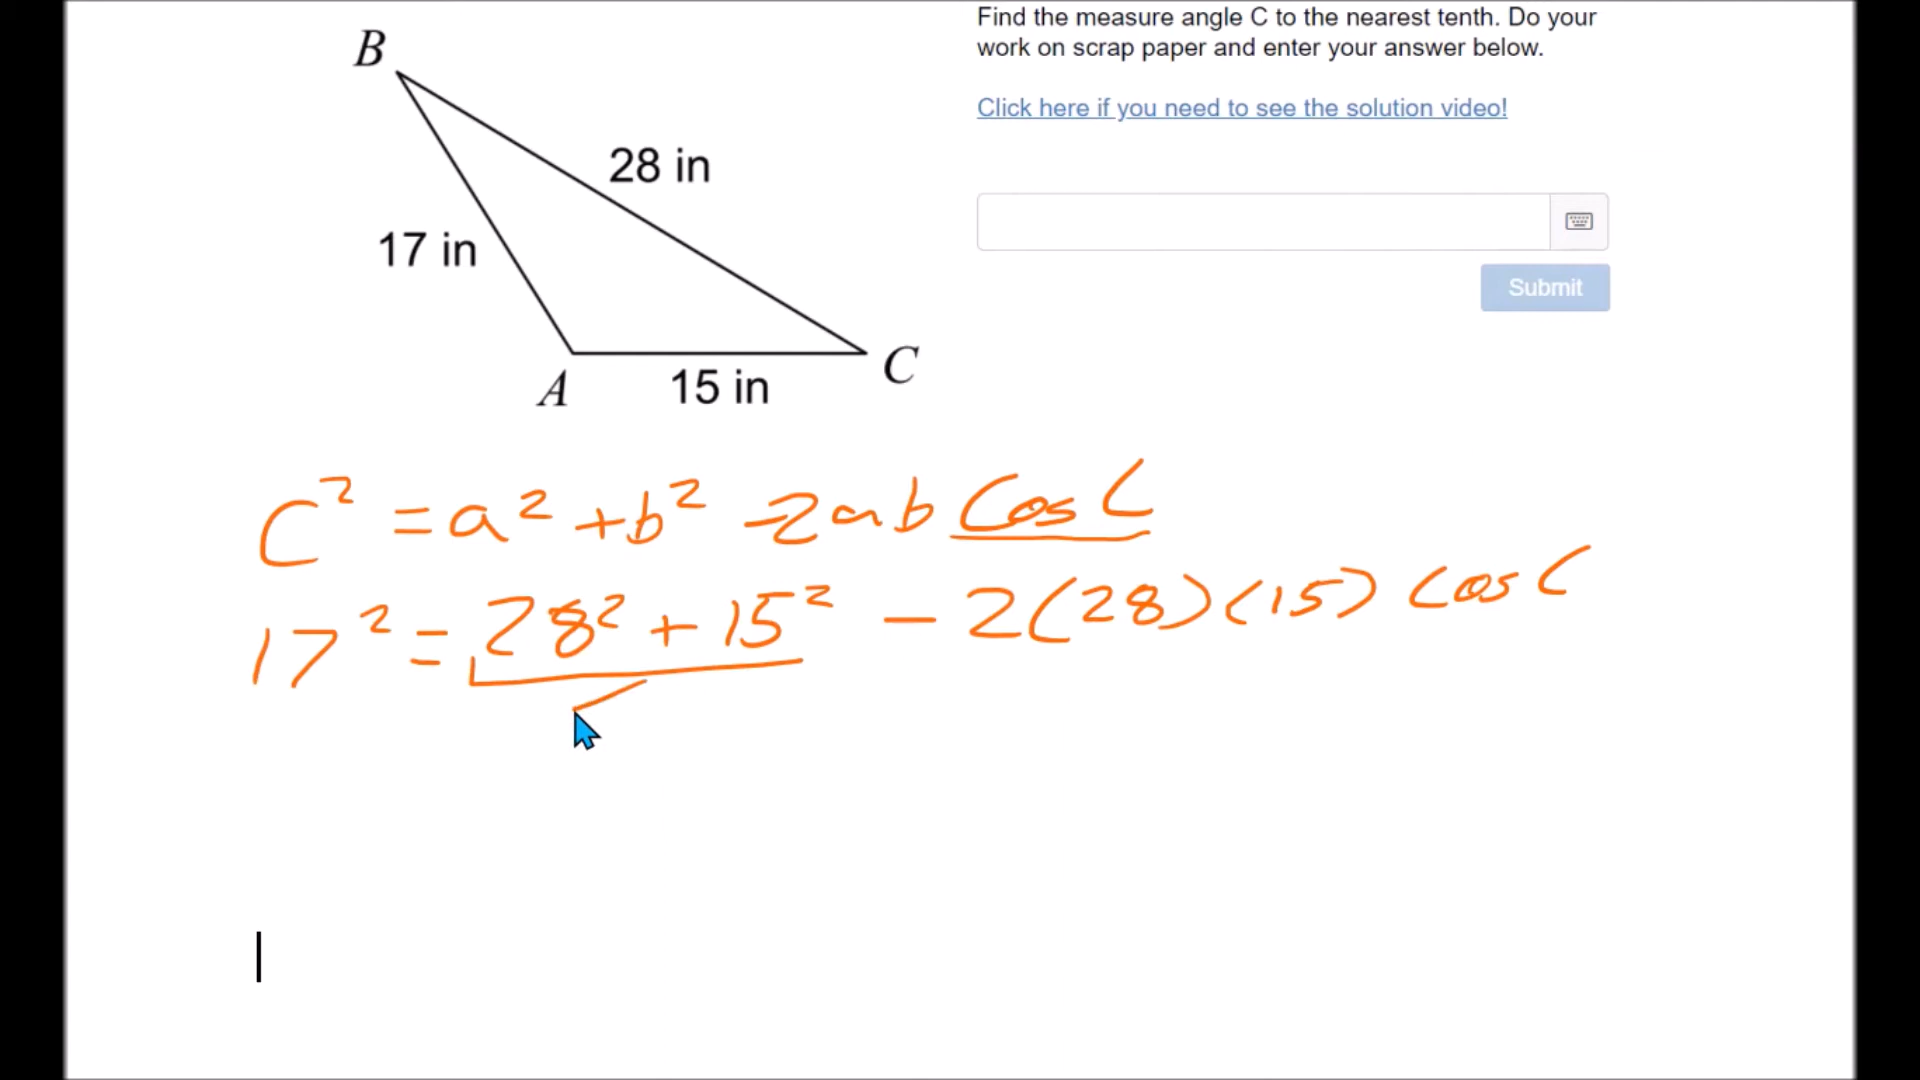 B
28 in
17 in
A
15 in
C
Find the measure angle C to the nearest tenth. Do your
work on scrap paper and enter your answer below.
Click here if you need to see the solution video!
Submit
C² = a² + b² - 2ab Cos C
17² = 28² + 15² - 2(28)(15) cos C